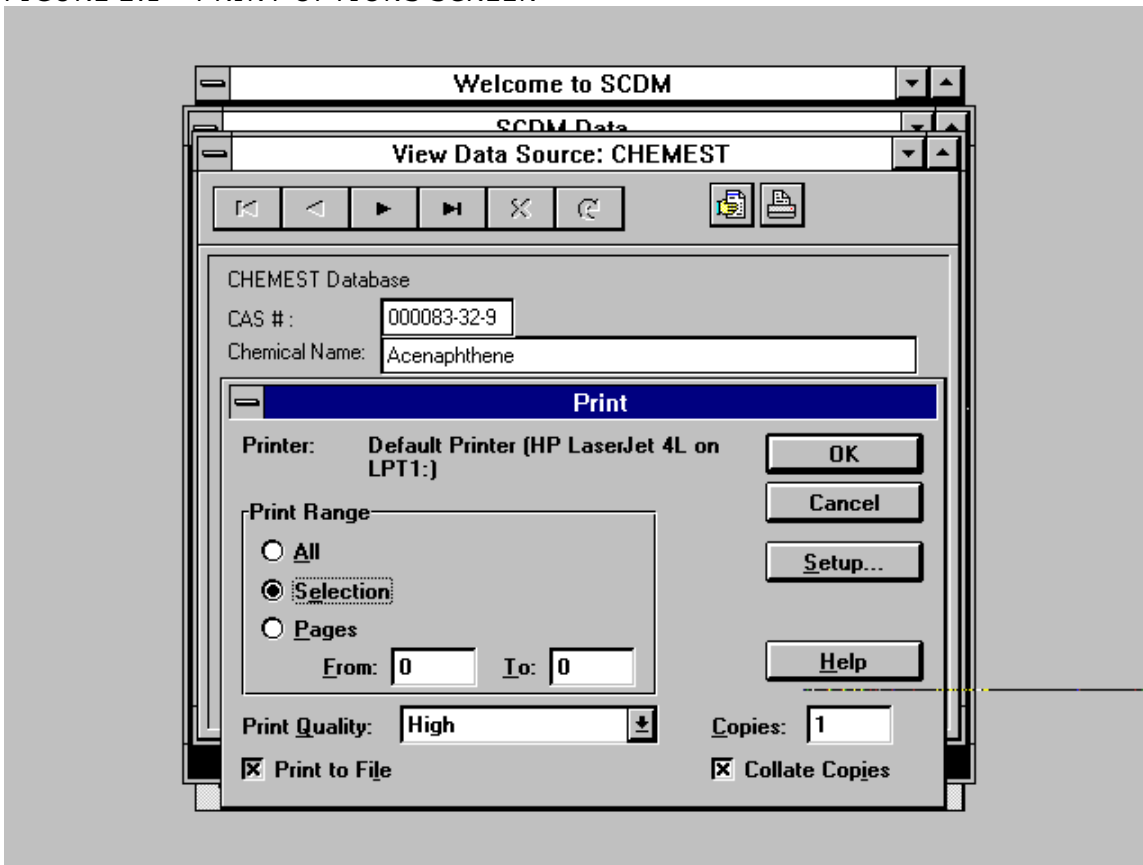 Welcome to SCDM
SCDM Data
View Data Source: CHEMEST
CHEMEST Database
CAS # : 000083-32-9
Chemical Name: Acenaphthene
Print
Printer: Default Printer (HP LaserJet 4L on
LPT1:)
OK
Cancel
Print Range
All
Setup...
Selection
Pages
From: 0 To: 0
Help
Print Quality: High
Copies: 1
Print to File
Collate Copies